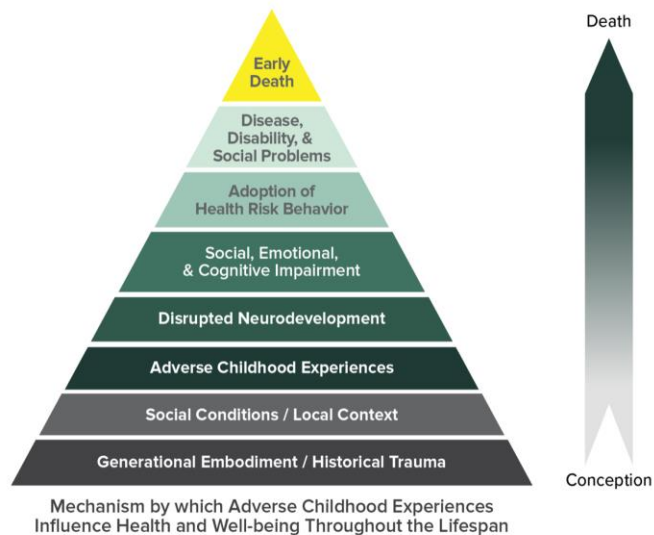 Death
Early
Death
Disease,
Disability, &
Social Problems
Adoption of
Health Risk Behavior
Social, Emotional,
& Cognitive Impairment
Disrupted Neurodevelopment
Adverse Childhood Experiences
Social Conditions / Local Context
Generational Embodiment / Historical Trauma
Conception
Mechanism by which Adverse Childhood Experiences
Influence Health and Well-being Throughout the Lifespan